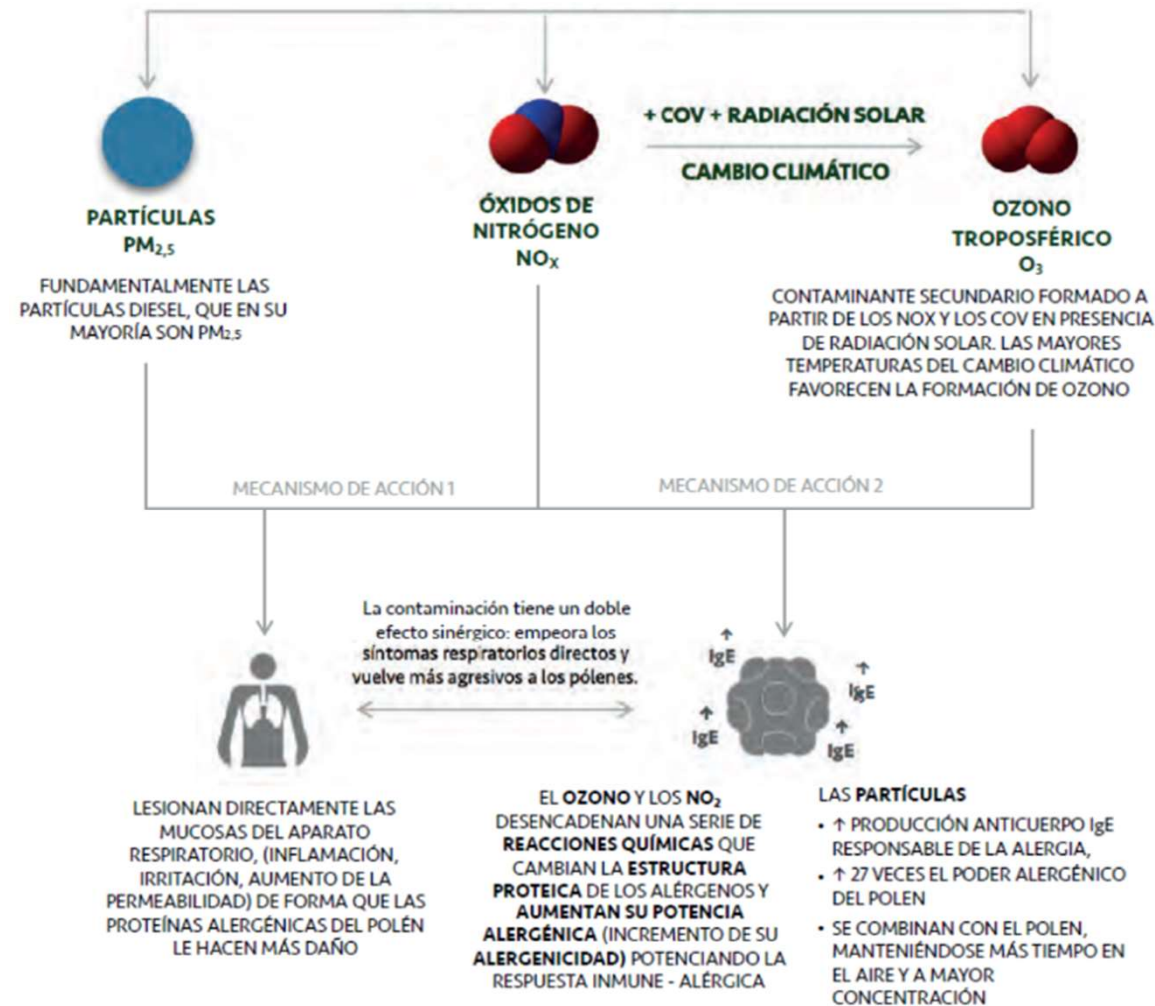 + COV + RADIACIÓN SOLAR
CAMBIO CLIMÁTICO
PARTÍCULAS
PM2,5
FUNDAMENTALMENTE LAS
PARTÍCULAS DIESEL, QUE EN SU
MAYORÍA SON PM2,5
ÓXIDOS DE
NITRÓGENO
NOX
OZONO
TROPOSFÉRICO
O3
CONTAMINANTE SECUNDARIO FORMADO A
PARTIR DE LOS NOX Y LOS COV EN PRESENCIA
DE RADIACIÓN SOLAR. LAS MAYORES
TEMPERATURAS DEL CAMBIO CLIMÁTICO
FAVORECEN LA FORMACIÓN DE OZONO
MECANISMO DE ACCIÓN 1
MECANISMO DE ACCIÓN 2
La contaminación tiene un doble
efecto sinérgico: empeora los
síntomas respiratorios directos y
vuelve más agresivos a los pólenes.
↑
IgE
↑
IgE
↑
IgE
↑
IgE
LESIONAN DIRECTAMENTE LAS
MUCOSAS DEL APARATO
RESPIRATORIO, (INFLAMACIÓN,
IRRITACIÓN, AUMENTO DE LA
PERMEABILIDAD) DE FORMA QUE LAS
PROTEÍNAS ALERGÉNICAS DEL POLÉN
LE HACEN MÁS DAÑO
EL OZONO Y LOS NO2
DESENCADENAN UNA SERIE DE
REACCIONES QUÍMICAS QUE
CAMBIAN LA ESTRUCTURA
PROTEICA DE LOS ALÉRGENOS Y
AUMENTAN SU POTENCIA
ALERGÉNICA (INCREMENTO DE SU
ALERGENICIDAD) POTENCIANDO LA
RESPUESTA INMUNE - ALÉRGICA
LAS PARTÍCULAS
• ↑ PRODUCCIÓN ANTICUERPO IgE
RESPONSABLE DE LA ALERGIA,
• ↑ 27 VECES EL PODER ALERGÉNICO
DEL POLEN
• SE COMBINAN CON EL POLEN,
MANTENIÉNDOSE MÁS TIEMPO EN
EL AIRE Y A MAYOR
CONCENTRACIÓN